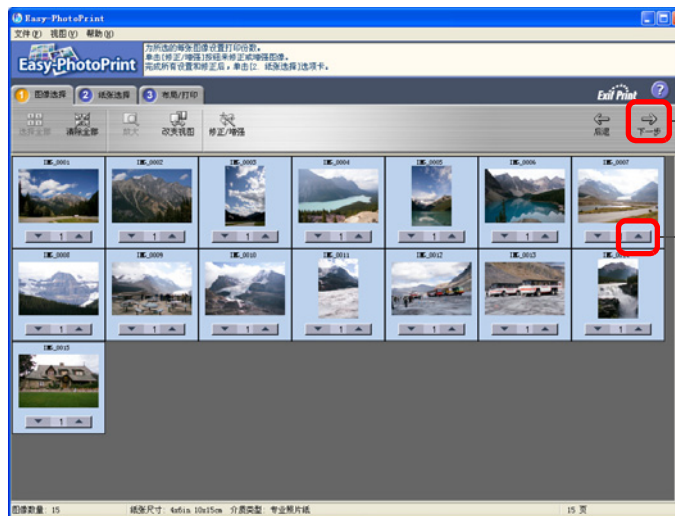 Easy-PhotoPrint
文件(F) 视图(V) 帮助(H)
Easy-PhotoPrint
为所选的每张图像设置打印份数。
单击[修正/增强]按钮来修正或增强图像。
完成所有设置和修正后，单击[2. 纸张选择]选项卡。
1 图像选择 2 纸张选择 3 布局/打印
Exif Print ?
选择全部 清除全部 放大 改变视图 修正/增强 后退 下一步
IMG_0001 IMG_0002 IMG_0003 IMG_0004 IMG_0005 IMG_0006 IMG_0007
1 1 1 1 1 1 1
IMG_0008 IMG_0009 IMG_0010 IMG_0011 IMG_0012 IMG_0013
1 1 1 1 1 1 1
IMG_0015
1
图像数量: 15 纸张尺寸: 4x6in 10x15cm 介质类型: 专业照片纸 15 页